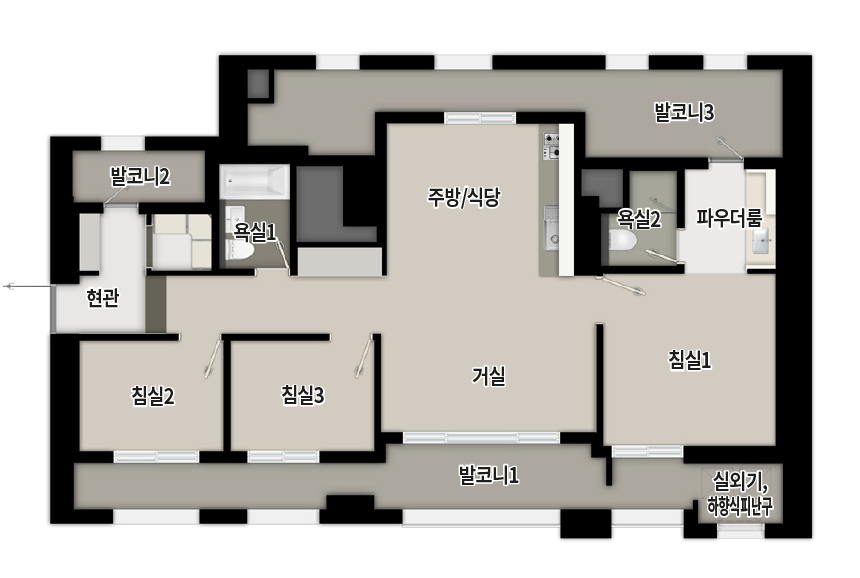 발코니3
발코니2
주방/식당
욕실1
욕실2
파우더룸
현관
침실1
거실
침실2
침실3
발코니1
실외기,
하향식피난구